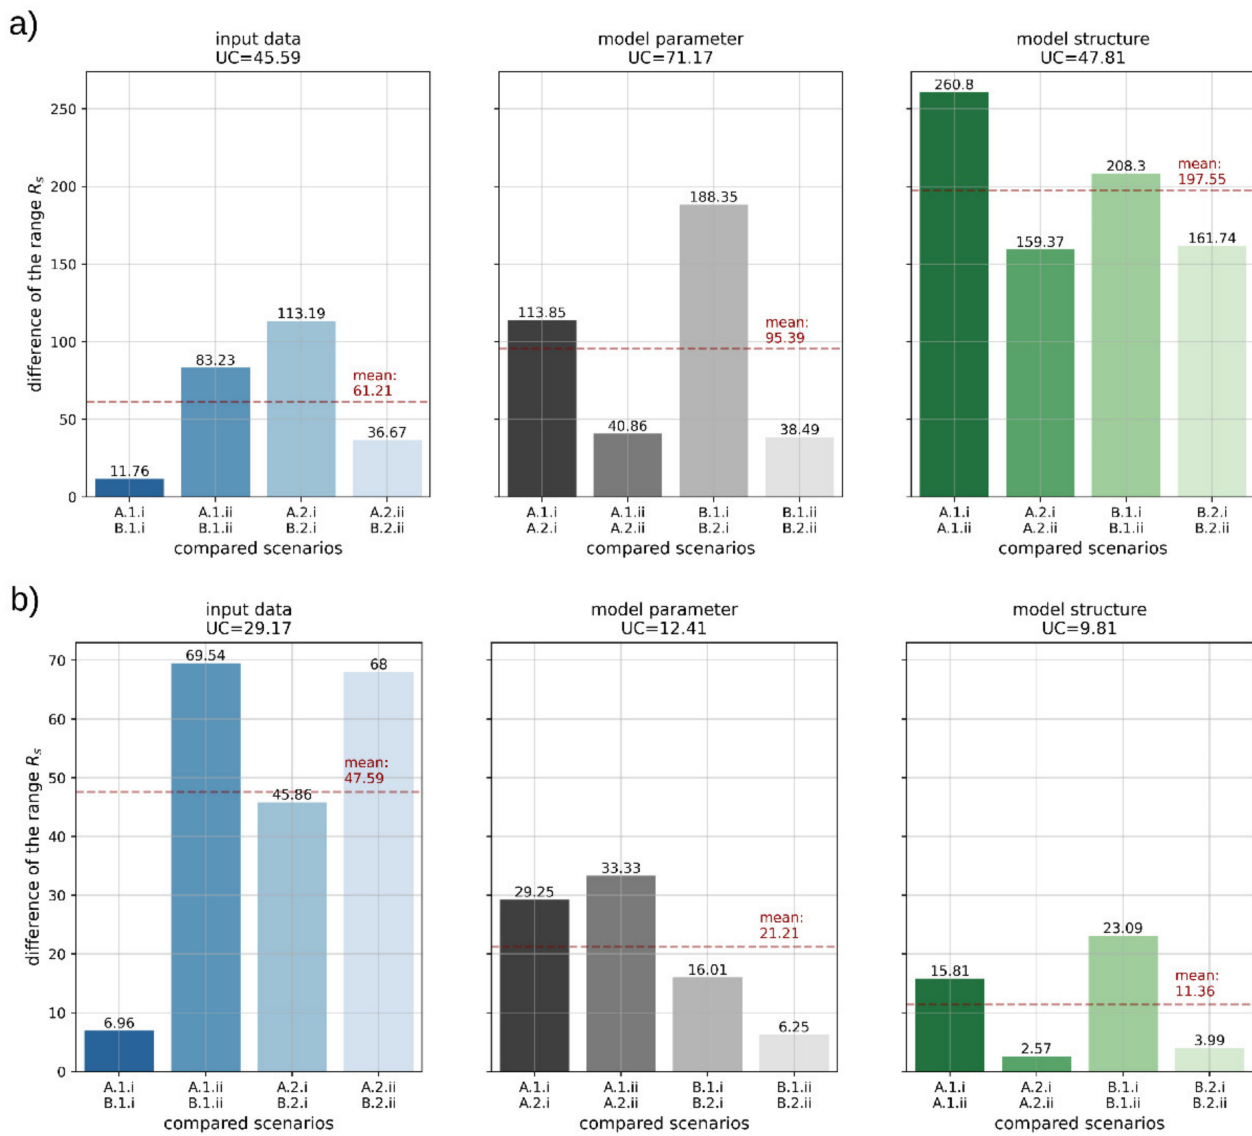 a)
input data
UC=45.59
model parameter
UC=71.17
model structure
UC=47.81
difference of the range Rs
250
200
150
100
50
0
11.76
83.23
113.19
36.67
mean:
61.21
A.1.i
B.1.i
A.1.ii
B.1.ii
A.2.i
B.2.i
A.2.ii
B.2.ii
compared scenarios
113.85
40.86
188.35
38.49
mean:
95.39
A.1.i
A.2.i
A.1.ii
A.2.ii
B.1.i
B.2.i
B.1.ii
B.2.ii
compared scenarios
260.8
159.37
208.3
161.74
mean:
197.55
A.1.i
A.1.ii
A.2.i
A.2.ii
B.1.i
B.1.ii
B.2.i
B.2.ii
compared scenarios
b)
input data
UC=29.17
model parameter
UC=12.41
model structure
UC=9.81
difference of the range Rs
70
60
50
40
30
20
10
0
6.96
69.54
45.86
68
mean:
47.59
A.1.i
B.1.i
A.1.ii
B.1.ii
A.2.i
B.2.i
A.2.ii
B.2.ii
compared scenarios
29.25
33.33
16.01
6.25
mean:
21.21
A.1.i
A.2.i
A.1.ii
A.2.ii
B.1.i
B.2.i
B.1.ii
B.2.ii
compared scenarios
15.81
2.57
23.09
3.99
mean:
11.36
A.1.i
A.1.ii
A.2.i
A.2.ii
B.1.i
B.1.ii
B.2.i
B.2.ii
compared scenarios